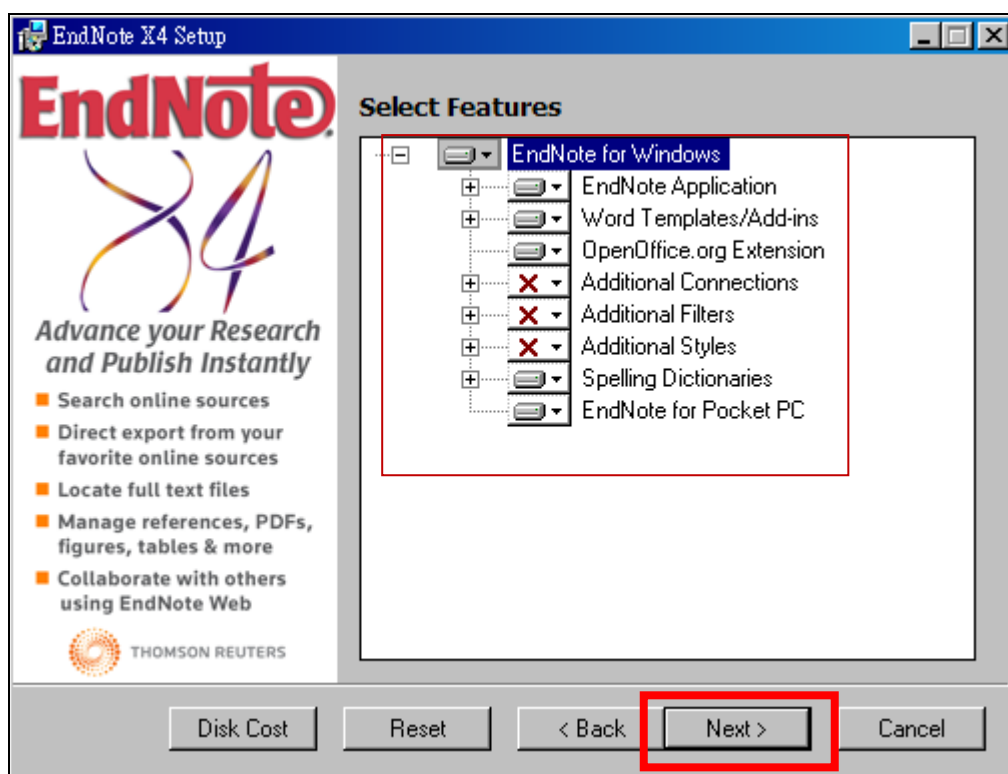 EndNote X4 Setup
EndNote
X4
Advance your Research
and Publish Instantly
Search online sources
Direct export from your
favorite online sources
Locate full text files
Manage references, PDFs,
figures, tables & more
Collaborate with others
using EndNote Web
THOMSON REUTERS
Select Features
EndNote for Windows
EndNote Application
Word Templates/Add-ins
OpenOffice.org Extension
Additional Connections
Additional Filters
Additional Styles
Spelling Dictionaries
EndNote for Pocket PC
Disk Cost
Reset
< Back
Next >
Cancel